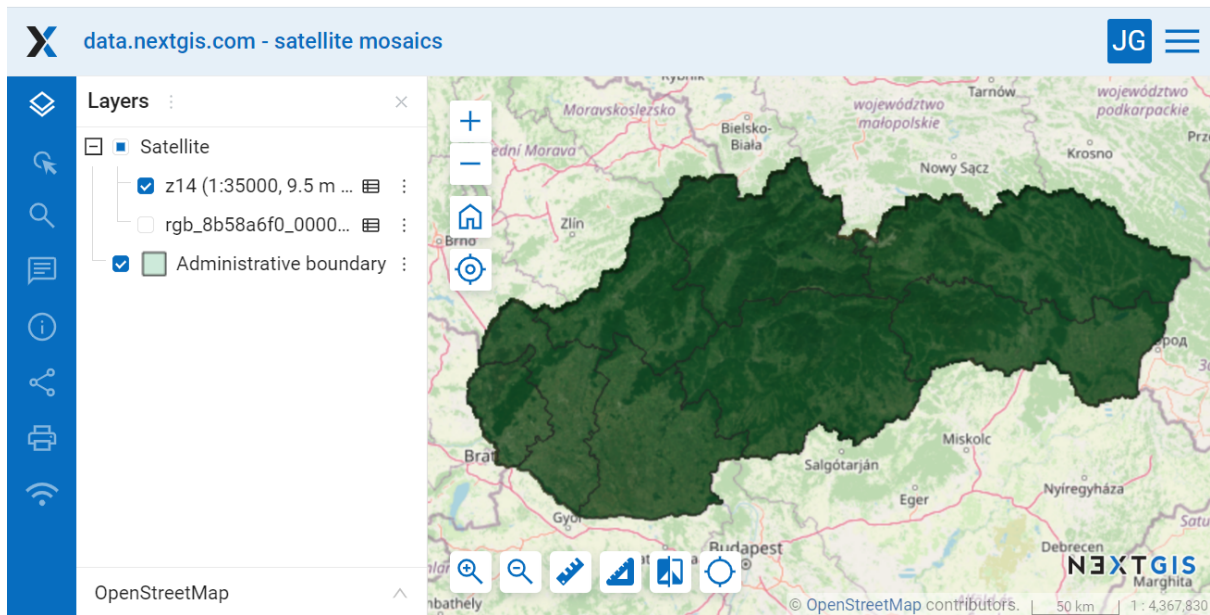 data.nextgis.com - satellite mosaics
JG
Layers
Satellite
z14 (1:35000, 9.5 m ...
rgb_8b58a6f0_0000...
Administrative boundary
OpenStreetMap
Tarnów
województwo
podkarpackie
Moravskoslezsko
województwo
małopolskie
Bielsko-
Biała
Krosno
Nowy Sącz
Zlín
Brno
Miskolc
Salgótarján
Eger
Nyíregyháza
Budapest
Debrecen
NEXTGIS
Marghita
© OpenStreetMap contributors.
50 km
1 : 4,367,830